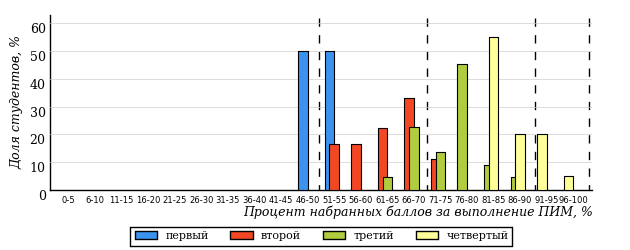 Доля студентов, %
60
50
40
30
20
10
0
0-5 6-10 11-15 16-20 21-25 26-30 31-35 36-40 41-45 46-50 51-55 56-60 61-65 66-70 71-75 76-80 81-85 86-90 91-95 96-100
Процент набранных баллов за выполнение ПИМ, %
первый второй третий четвертый